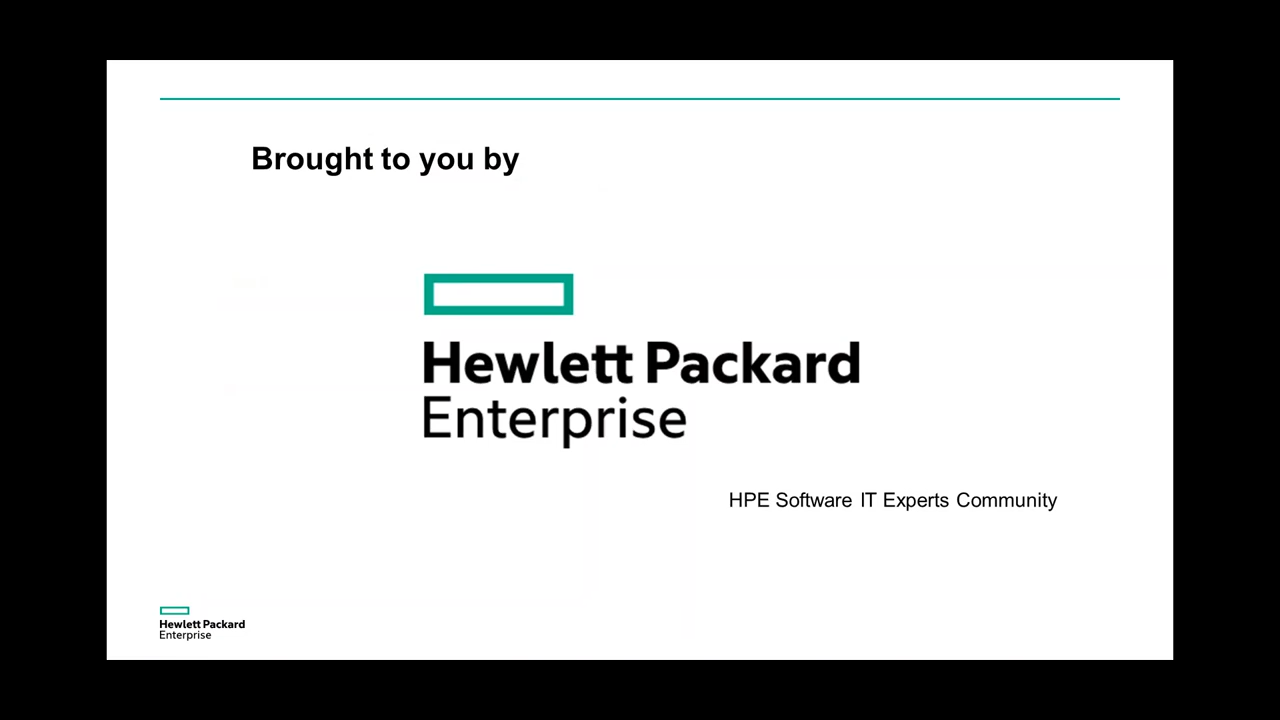 Brought to you by
Hewlett Packard
Enterprise
HPE Software IT Experts Community
Hewlett Packard
Enterprise